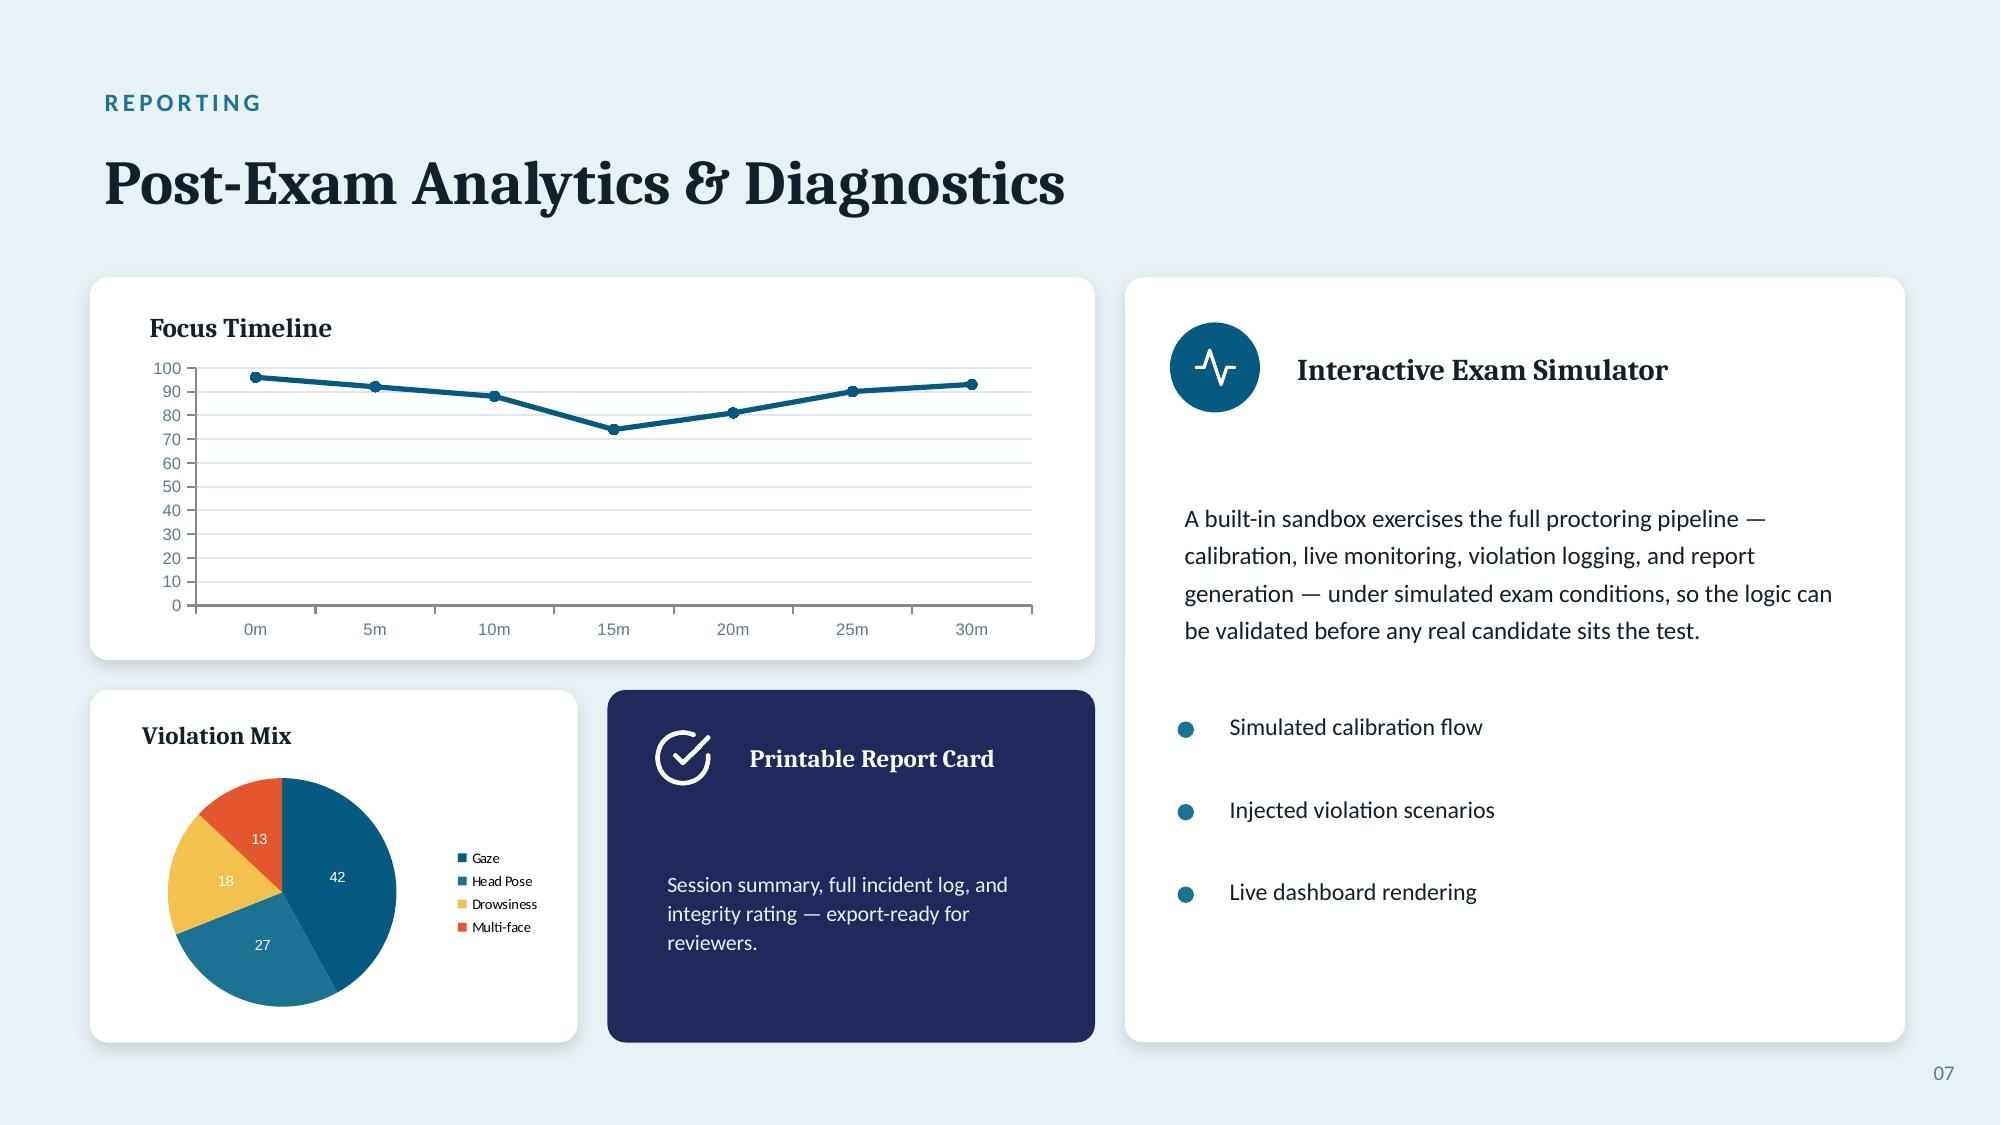 REPORTING
Post-Exam Analytics & Diagnostics
Focus Timeline
100
90
80
70
60
50
40
30
20
10
0
0m 5m 10m 15m 20m 25m 30m
Violation Mix
13
42
18
27
Gaze
Head Pose
Drowsiness
Multi-face
Printable Report Card
Session summary, full incident log, and
integrity rating — export-ready for
reviewers.
Interactive Exam Simulator
A built-in sandbox exercises the full proctoring pipeline —
calibration, live monitoring, violation logging, and report
generation — under simulated exam conditions, so the logic can
be validated before any real candidate sits the test.
Simulated calibration flow
Injected violation scenarios
Live dashboard rendering
07